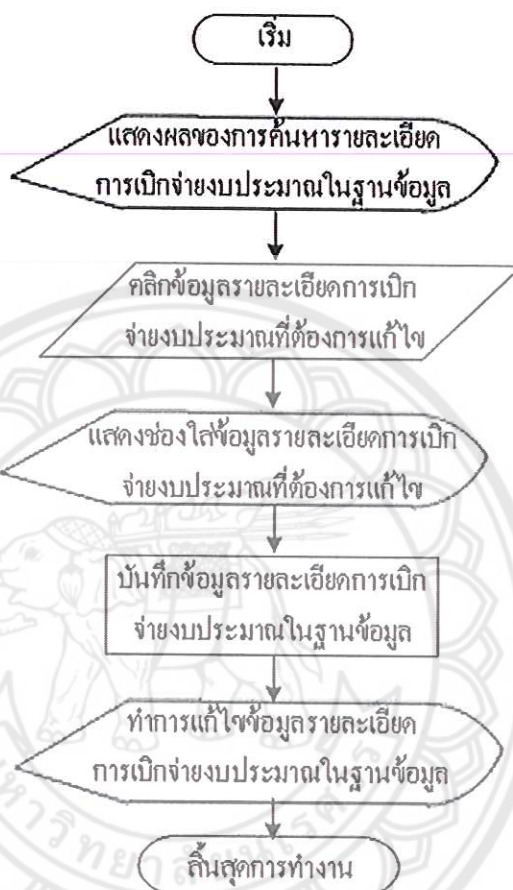 เริ่ม
แสดงผลของการค้นหารายละเอียด
การเบิกจ่ายงบประมาณในฐานข้อมูล
คลิกข้อมูลรายละเอียดการเบิก
จ่ายงบประมาณที่ต้องการแก้ไข
แสดงช่องใส่ข้อมูลรายละเอียดการเบิก
จ่ายงบประมาณที่ต้องการแก้ไข
บันทึกข้อมูลรายละเอียดการเบิก
จ่ายงบประมาณในฐานข้อมูล
ทำการแก้ไขข้อมูลรายละเอียด
การเบิกจ่ายงบประมาณในฐานข้อมูล
สิ้นสุดการทำงาน